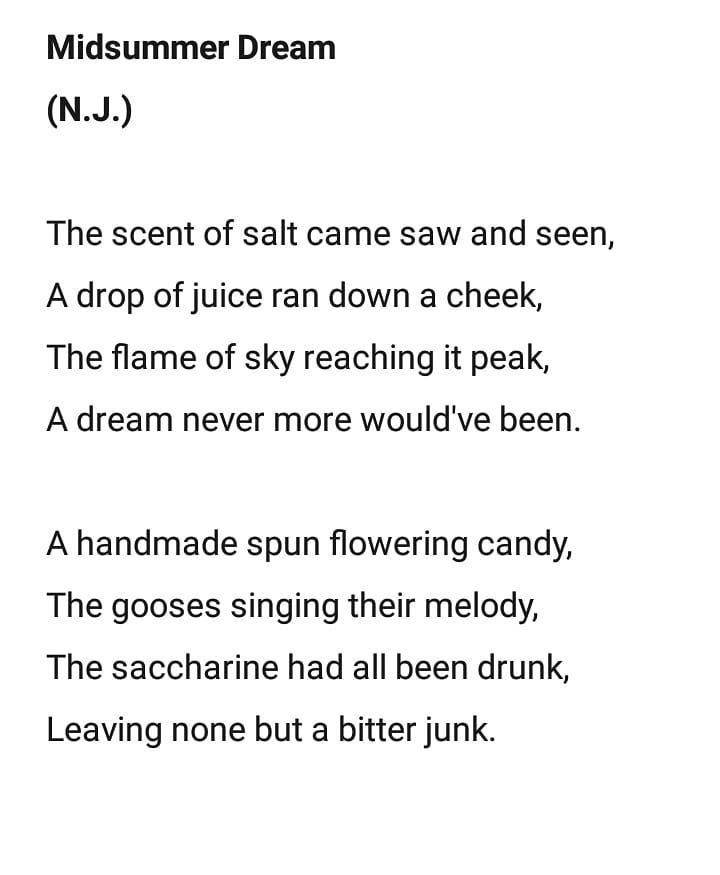 Midsummer Dream
(N.J.)
The scent of salt came saw and seen,
A drop of juice ran down a cheek,
The flame of sky reaching it peak,
A dream never more would've been.
A handmade spun flowering candy,
The gooses singing their melody,
The saccharine had all been drunk,
Leaving none but a bitter junk.